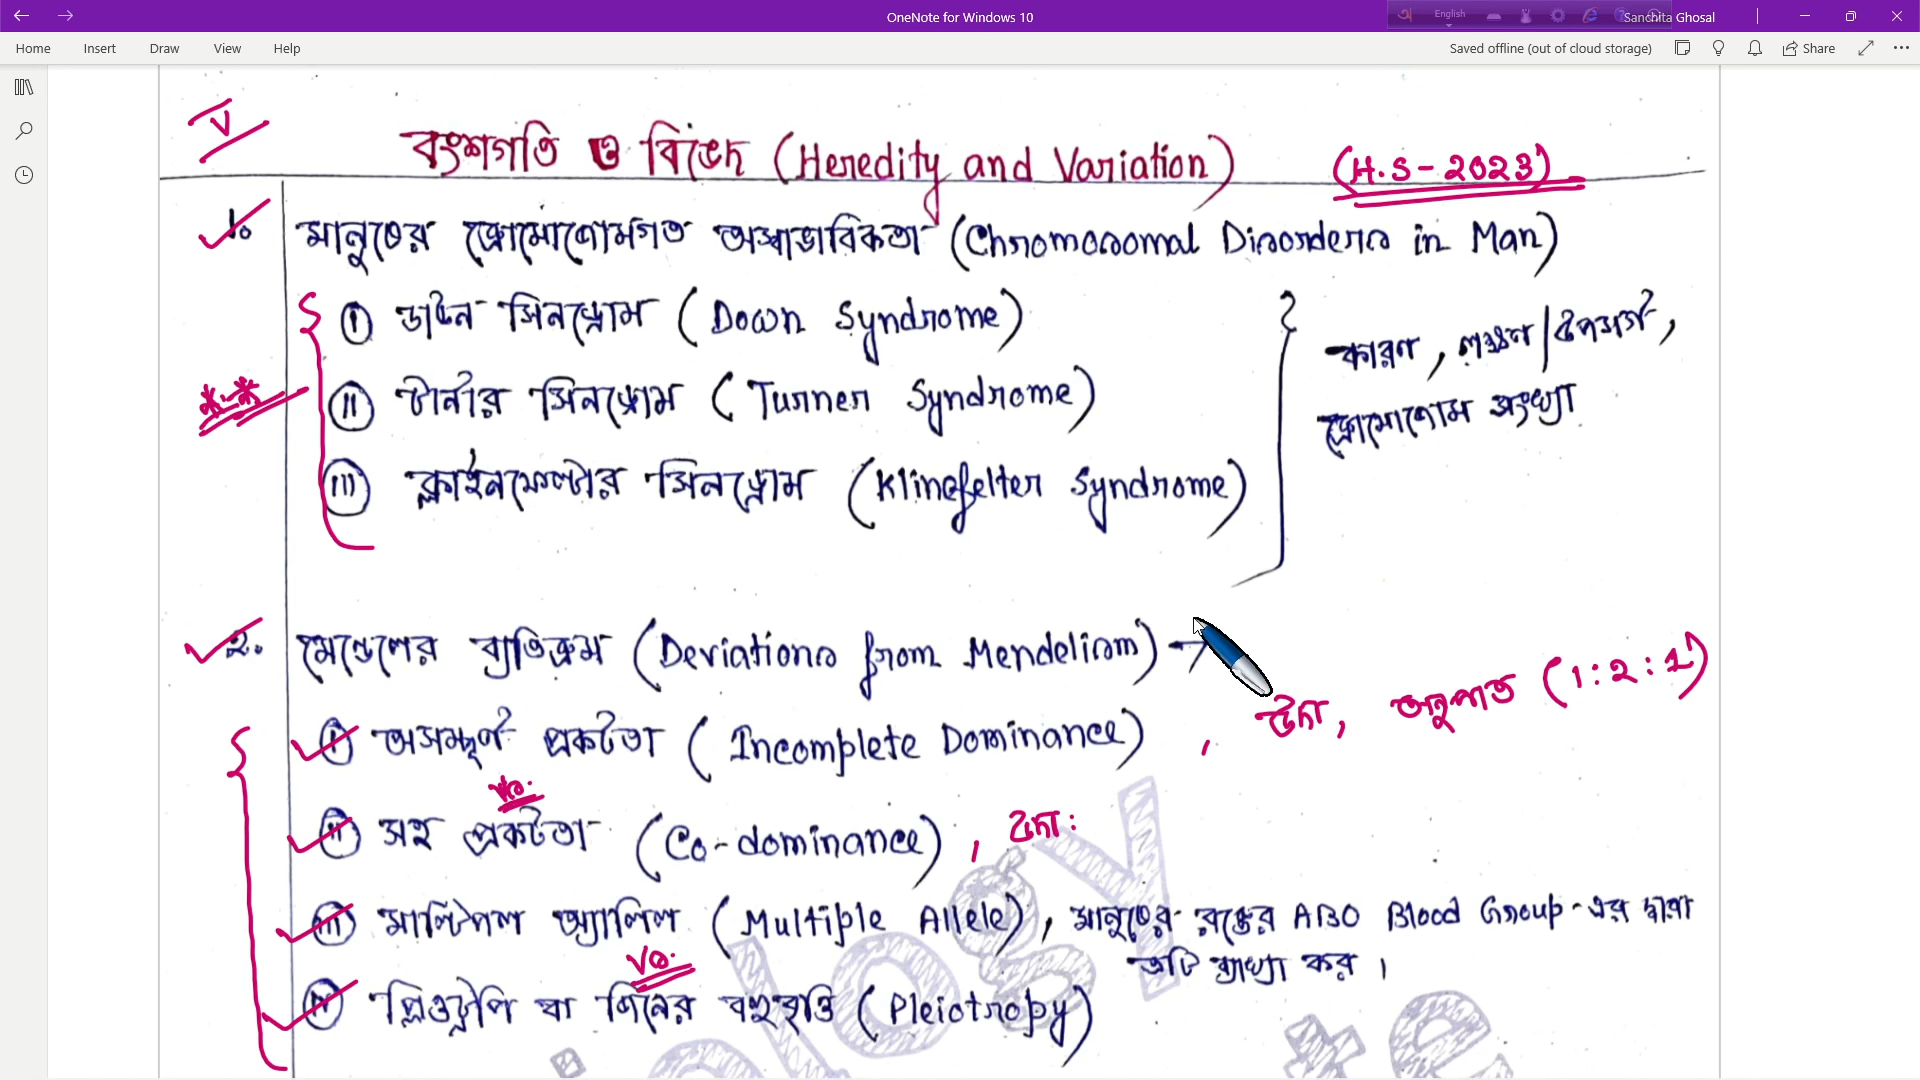 OneNote for Windows 10
English
Sanchita Ghosal
Home Insert Draw View Help
Saved offline (out of cloud storage)
Share
V
বংশগতি ও বিভেদ (Heredity and Variation) (H.S-2023)
১. মানুষের ক্রোমোজোমগত অস্বাভাবিকতা (Chromosomal Disorders in Man)
(i) ডাউন সিনড্রোম (Down Syndrome)
কারণ, লক্ষণ/উপসর্গ,
(ii) টার্নার সিনড্রোম (Turner Syndrome)
ক্রোমোজোম সংখ্যা
(iii) ক্লাইনফেল্টার সিনড্রোম (Klinefelter Syndrome)
২. মেন্ডেলের ব্যতিক্রম (Deviations from Mendelism) →
উদা, অনুপাত (1:2:1)
(i) অসম্পূর্ণ প্রকটতা (Incomplete Dominance) ,
(ii) সহ প্রকটতা (Co-dominance) , উদা:
(iii) মাল্টিপল অ্যালিল (Multiple Allele), মানুষের রক্তের ABO Blood Group-এর দ্বারা
এটি ব্যাখ্যা কর।
(iv) প্লিওট্রপি বা জিনের বহুবৃত্তি (Pleiotropy)